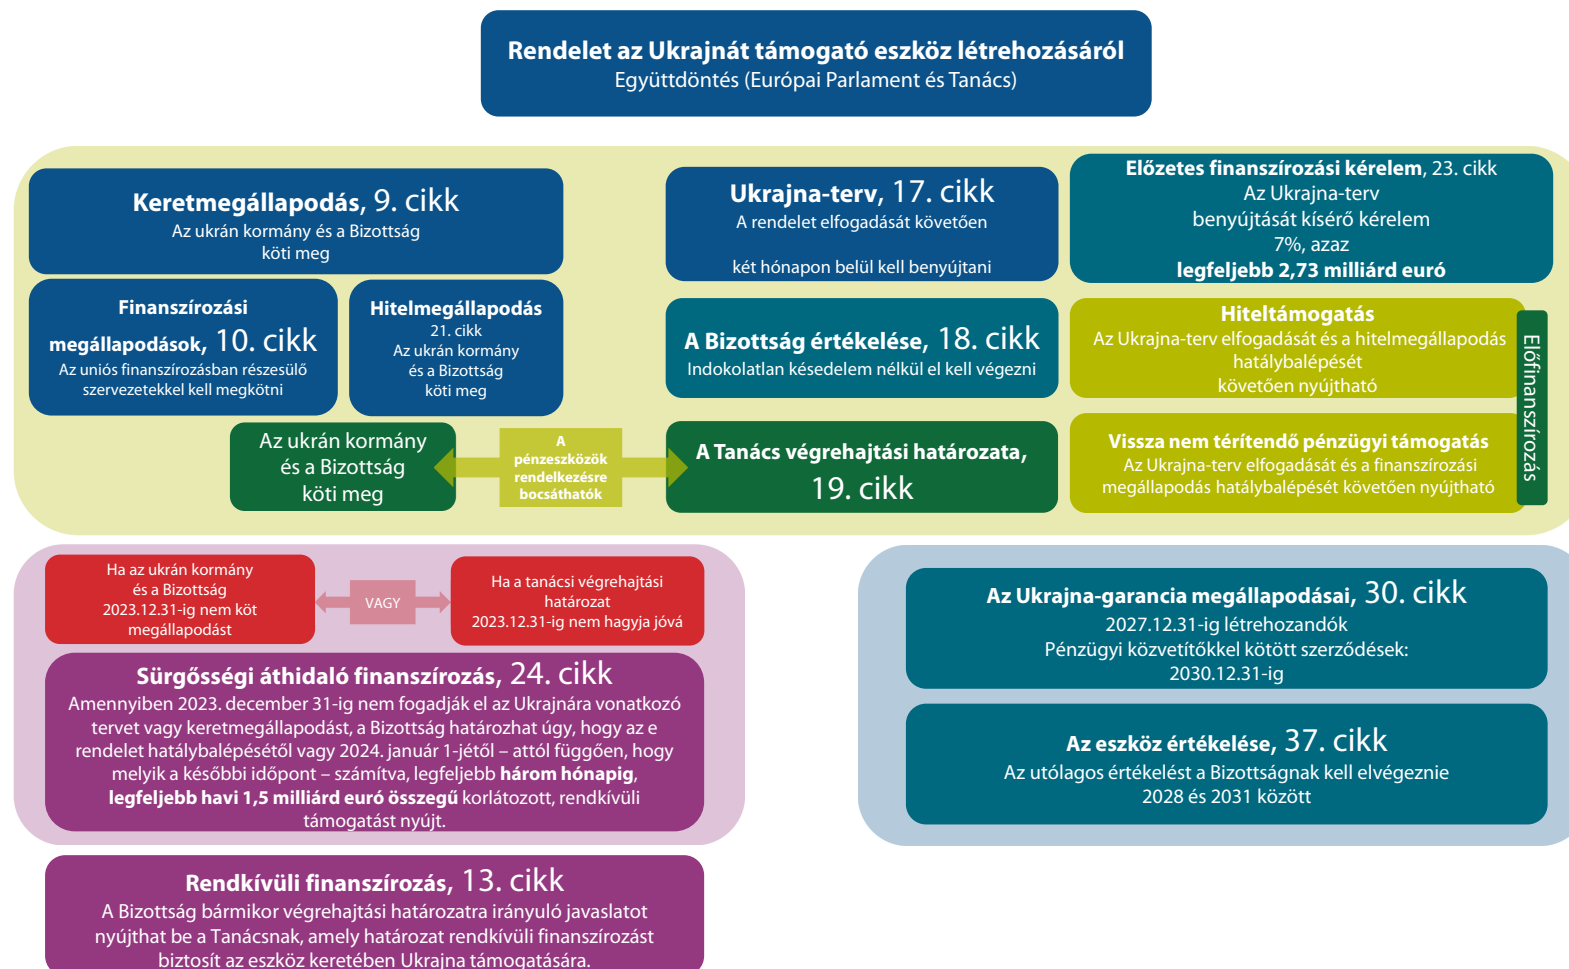 Rendelet az Ukrajnát támogató eszköz létrehozásáról
Együttdöntés (Európai Parlament és Tanács)
Keretmegállapodás, 9. cikk
Az ukrán kormány és a Bizottság
köti meg
Finanszírozási
megállapodások, 10. cikk
Az uniós finanszírozásban részesülő
szervezetekkel kell megkötni
Hitelmegállapodás
21. cikk
Az ukrán kormány
és a Bizottság
köti meg
Az ukrán kormány
és a Bizottság
köti meg
A
pénzeszközök
rendelkezésre
bocsáthatók
Ukrajna-terv, 17. cikk
A rendelet elfogadását követően
két hónapon belül kell benyújtani
A Bizottság értékelése, 18. cikk
Indokolatlan késedelem nélkül el kell végezni
A Tanács végrehajtási határozata,
19. cikk
Előzetes finanszírozási kérelem, 23. cikk
Az Ukrajna-terv
benyújtását kísérő kérelem
7%, azaz
legfeljebb 2,73 milliárd euró
Hiteltámogatás
Az Ukrajna-terv elfogadását és a hitelmegállapodás
hatálybalépését
követően nyújtható
Vissza nem térítendő pénzügyi támogatás
Az Ukrajna-terv elfogadását és a finanszírozási
megállapodás hatálybalépését követően nyújtható
Előfinanszírozás
Ha az ukrán kormány
és a Bizottság
2023.12.31-ig nem köt
megállapodást
VAGY
Ha a tanácsi végrehajtási
határozat
2023.12.31-ig nem hagyja jóvá
Sürgősségi áthidaló finanszírozás, 24. cikk
Amennyiben 2023. december 31-ig nem fogadják el az Ukrajnára vonatkozó
tervet vagy keretmegállapodást, a Bizottság határozhat úgy, hogy az e
rendelet hatálybalépésétől vagy 2024. január 1-jétől – attól függően, hogy
melyik a későbbi időpont – számítva, legfeljebb három hónapig,
legfeljebb havi 1,5 milliárd euró összegű korlátozott, rendkívüli
támogatást nyújt.
Rendkívüli finanszírozás, 13. cikk
A Bizottság bármikor végrehajtási határozatra irányuló javaslatot
nyújthat be a Tanácsnak, amely határozat rendkívüli finanszírozást
biztosít az eszköz keretében Ukrajna támogatására.
Az Ukrajna-garancia megállapodásai, 30. cikk
2027.12.31-ig létrehozandók
Pénzügyi közvetítőkkel kötött szerződések:
2030.12.31-ig
Az eszköz értékelése, 37. cikk
Az utólagos értékelést a Bizottságnak kell elvégeznie
2028 és 2031 között